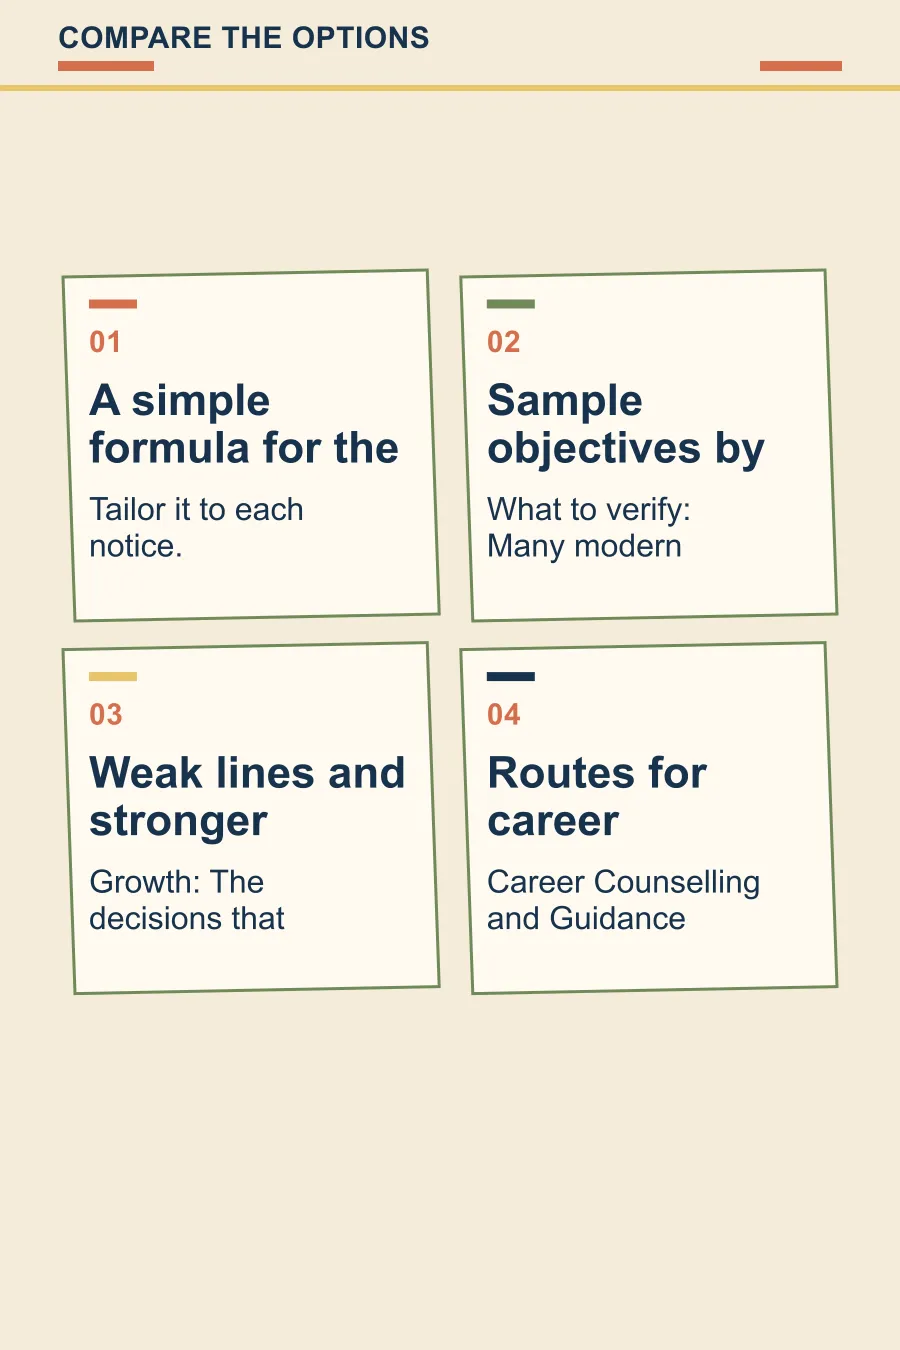 COMPARE THE OPTIONS
01
A simple
formula for the
Tailor it to each
notice.
02
Sample
objectives by
What to verify:
Many modern
03
Weak lines and
stronger
Growth: The
decisions that
04
Routes for
career
Career Counselling
and Guidance